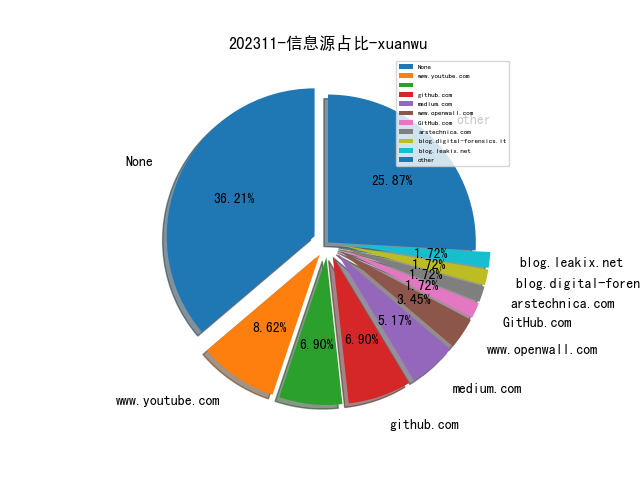 202311-信息源占比-xuanwu
None
www.youtube.com
github.com
medium.com
www.openwall.com
GitHub.com
arstechnica.com
blog.digital-forensics.it
blog.leakix.net
other
other
None
36.21%
25.87%
1.72%
1.72%
1.72%
1.72%
3.45%
5.17%
6.90%
6.90%
8.62%
blog.leakix.net
blog.digital-foren
arstechnica.com
GitHub.com
www.openwall.com
medium.com
github.com
www.youtube.com